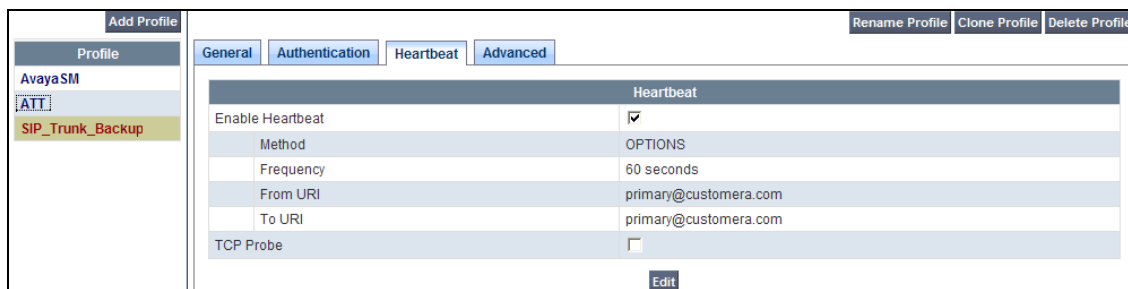 Add Profile
Rename Profile Clone Profile Delete Profile
Profile
AvayaSM
ATT
SIP_Trunk_Backup
General Authentication Heartbeat Advanced
Heartbeat
Enable Heartbeat
Method OPTIONS
Frequency 60 seconds
From URI primary@customera.com
To URI primary@customera.com
TCP Probe
Edit